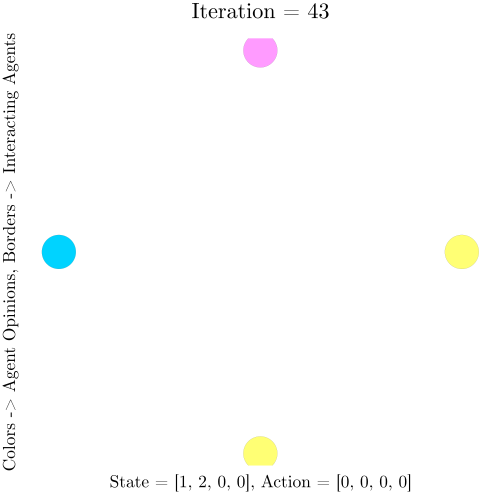 Iteration = 43
Colors -> Agent Opinions, Borders -> Interacting Agents
State = [1, 2, 0, 0], Action = [0, 0, 0, 0]